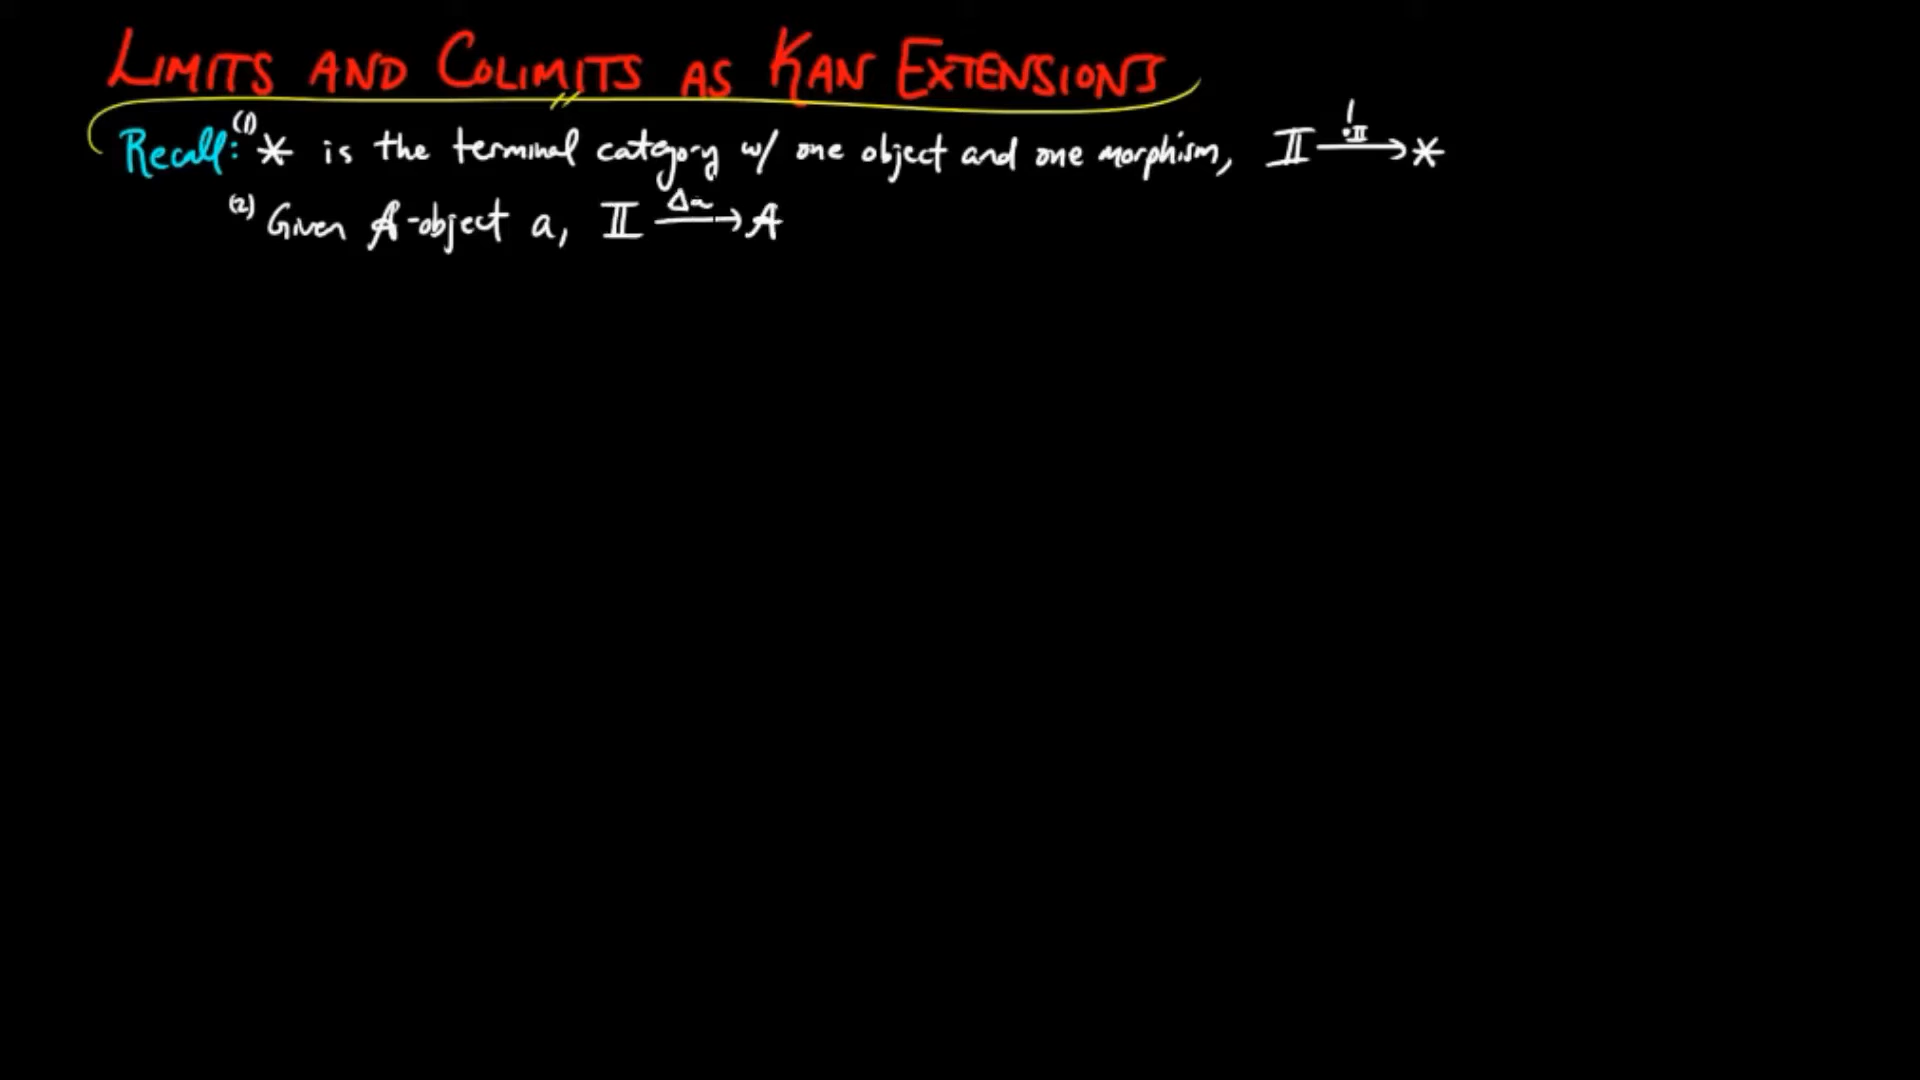 LIMITS AND COLIMITS AS KAN EXTENSIONS
Recall: (1) * is the terminal category w/ one object and one morphism, 𝕀 —!𝕀→ *
(2) Given A-object a, 𝕀 —Δa→ A